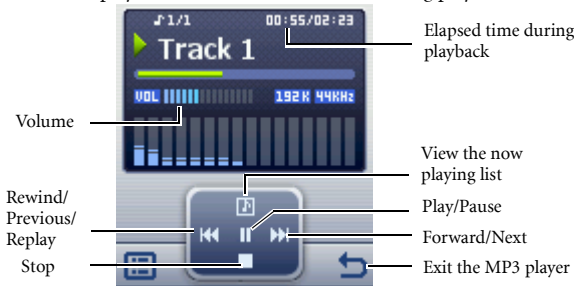 1/1
00:55/02:23
Track 1
VOL
192K 44KHz
Elapsed time during
playback
Volume
View the now
playing list
Rewind/
Previous/
Replay
Play/Pause
Forward/Next
Stop
Exit the MP3 player